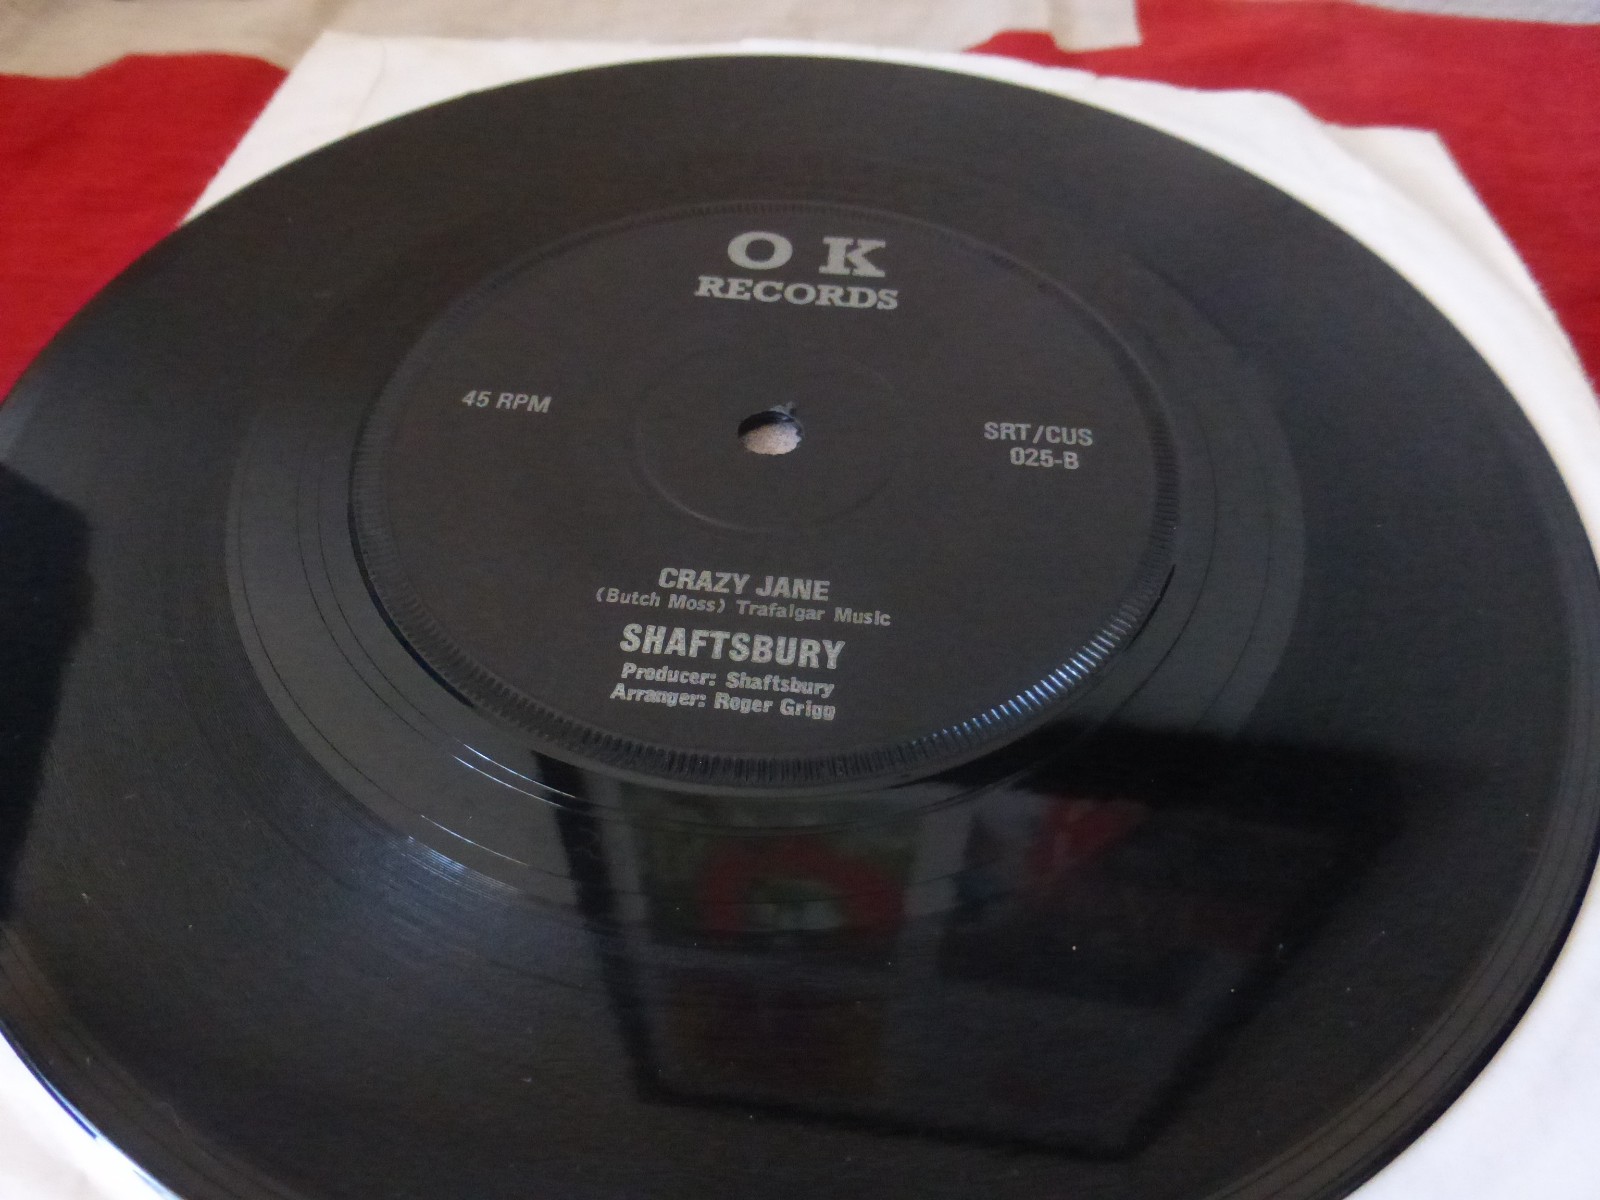 O K
RECORDS
45 RPM
SRT/CUS
025-B
CRAZY JANE
(Butch Moss) Trafalgar Music
SHAFTSBURY
Producer: Shaftsbury
Arranger: Roger Grigg